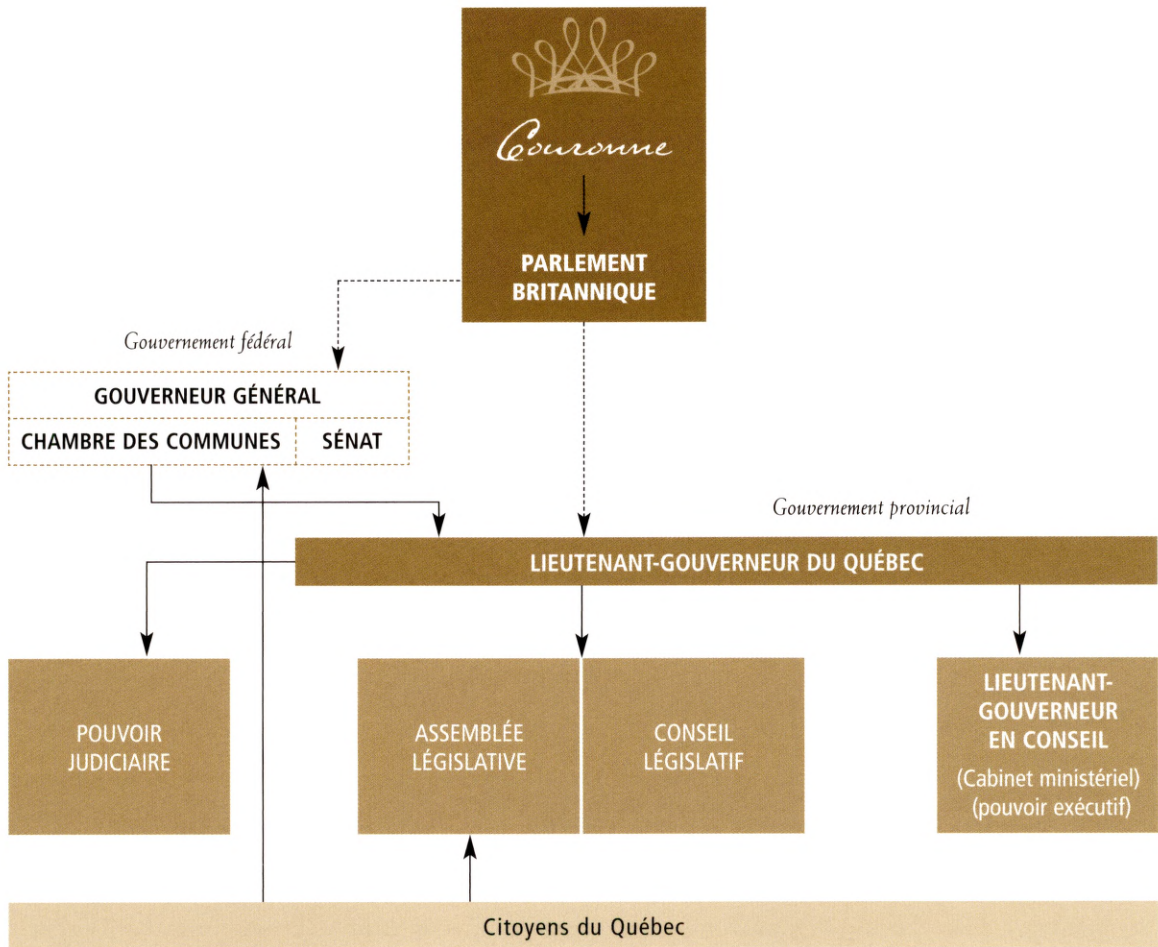 Couronne
PARLEMENT
BRITANNIQUE
Gouvernement fédéral
GOUVERNEUR GÉNÉRAL
CHAMBRE DES COMMUNES
SÉNAT
Gouvernement provincial
LIEUTENANT-GOUVERNEUR DU QUÉBEC
POUVOIR
JUDICIAIRE
ASSEMBLÉE
LÉGISLATIVE
CONSEIL
LÉGISLATIF
LIEUTENANT-
GOUVERNEUR
EN CONSEIL
(Cabinet ministériel)
(pouvoir exécutif)
Citoyens du Québec